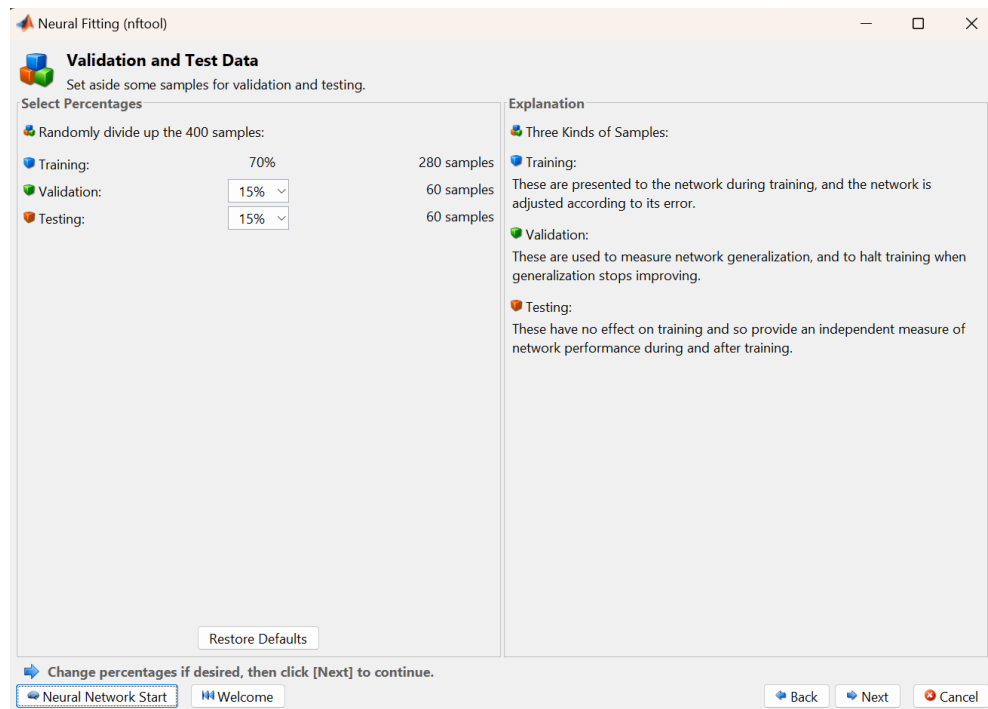 Neural Fitting (nftool)
Validation and Test Data
Set aside some samples for validation and testing.
Select Percentages
Randomly divide up the 400 samples:
Training: 70% 280 samples
Validation: 15% 60 samples
Testing: 15% 60 samples
Restore Defaults
Explanation
Three Kinds of Samples:
Training:
These are presented to the network during training, and the network is
adjusted according to its error.
Validation:
These are used to measure network generalization, and to halt training when
generalization stops improving.
Testing:
These have no effect on training and so provide an independent measure of
network performance during and after training.
Change percentages if desired, then click [Next] to continue.
Neural Network Start Welcome Back Next Cancel